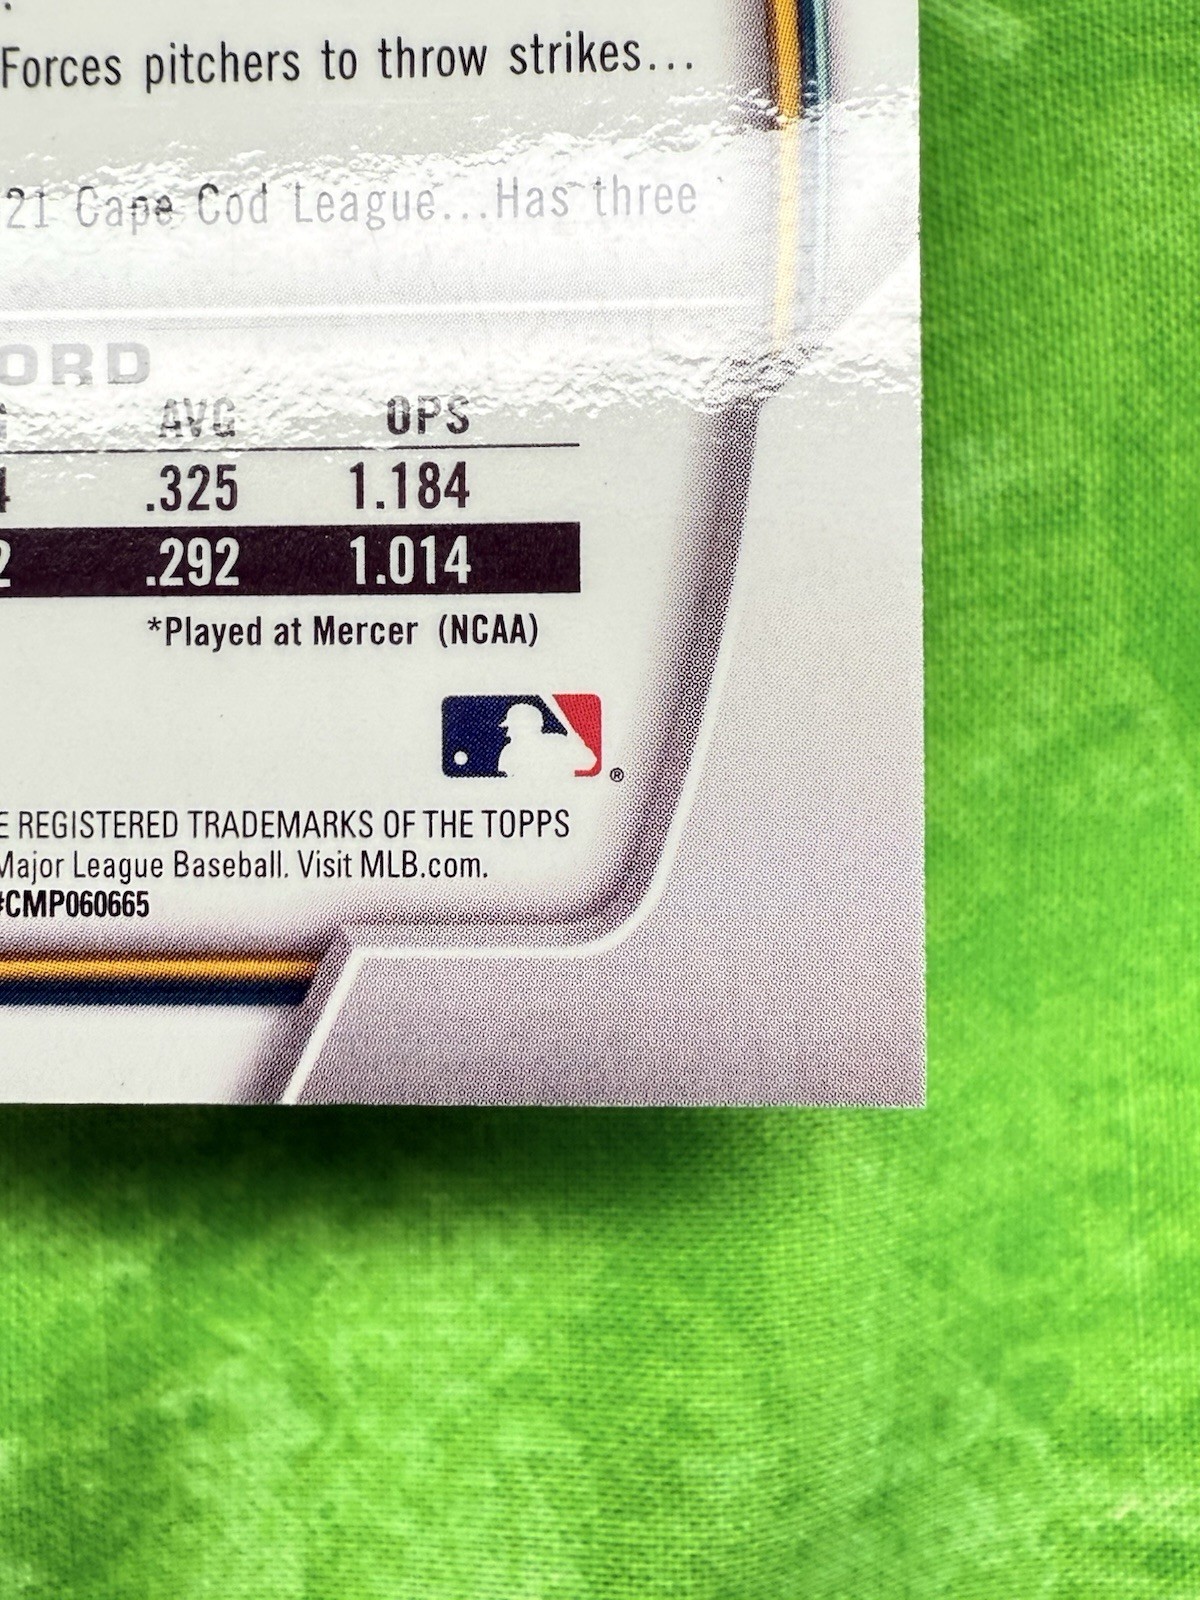 Forces pitchers to throw strikes...
21 Cape Cod League...Has three
ORD
AVG OPS
4 .325 1.184
2 .292 1.014
*Played at Mercer (NCAA)
®
E REGISTERED TRADEMARKS OF THE TOPPS
Major League Baseball. Visit MLB.com.
#CMP060665